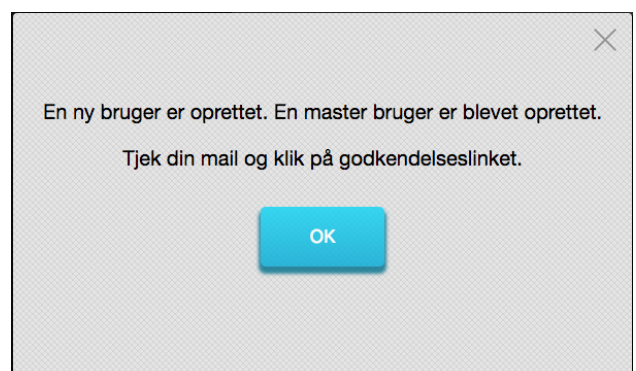 En ny bruger er oprettet. En master bruger er blevet oprettet.
Tjek din mail og klik på godkendelseslinket.
OK